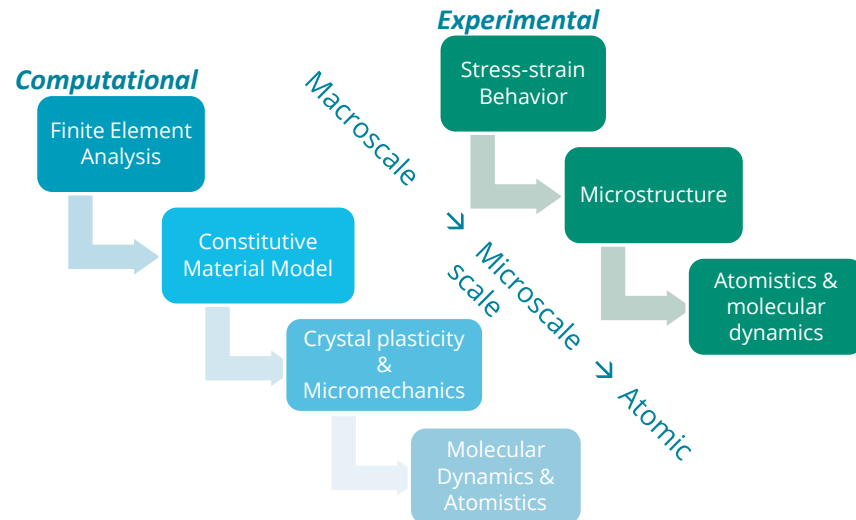 Experimental
Computational
Stress-strain
Behavior
Finite Element
Analysis
Macroscale → Microscale → Atomic
scale
Microstructure
Constitutive
Material Model
Atomistics &
molecular
dynamics
Crystal plasticity
&
Micromechanics
Molecular
Dynamics &
Atomistics